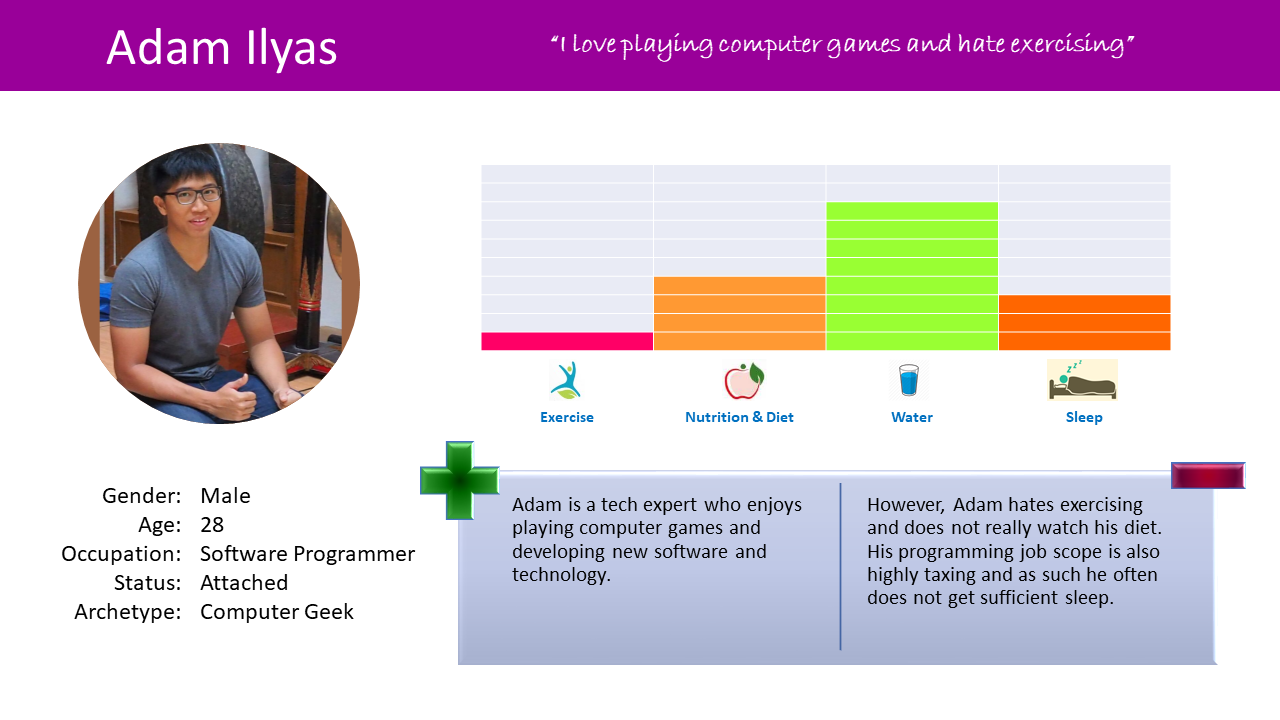 Adam Ilyas
“I love playing computer games and hate exercising”
z z z
Exercise
Nutrition & Diet
Water
Sleep
Gender: Male
Age: 28
Occupation: Software Programmer
Status: Attached
Archetype: Computer Geek
Adam is a tech expert who enjoys
playing computer games and
developing new software and
technology.
However, Adam hates exercising
and does not really watch his diet.
His programming job scope is also
highly taxing and as such he often
does not get sufficient sleep.